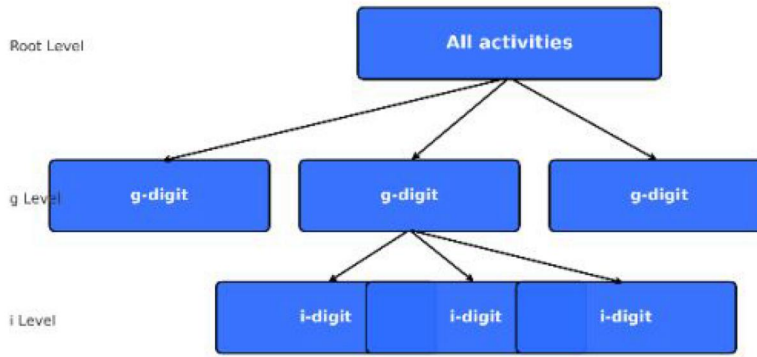 Root Level
All activities
g Level
g-digit
g-digit
g-digit
i Level
i-digit
i-digit
i-digit